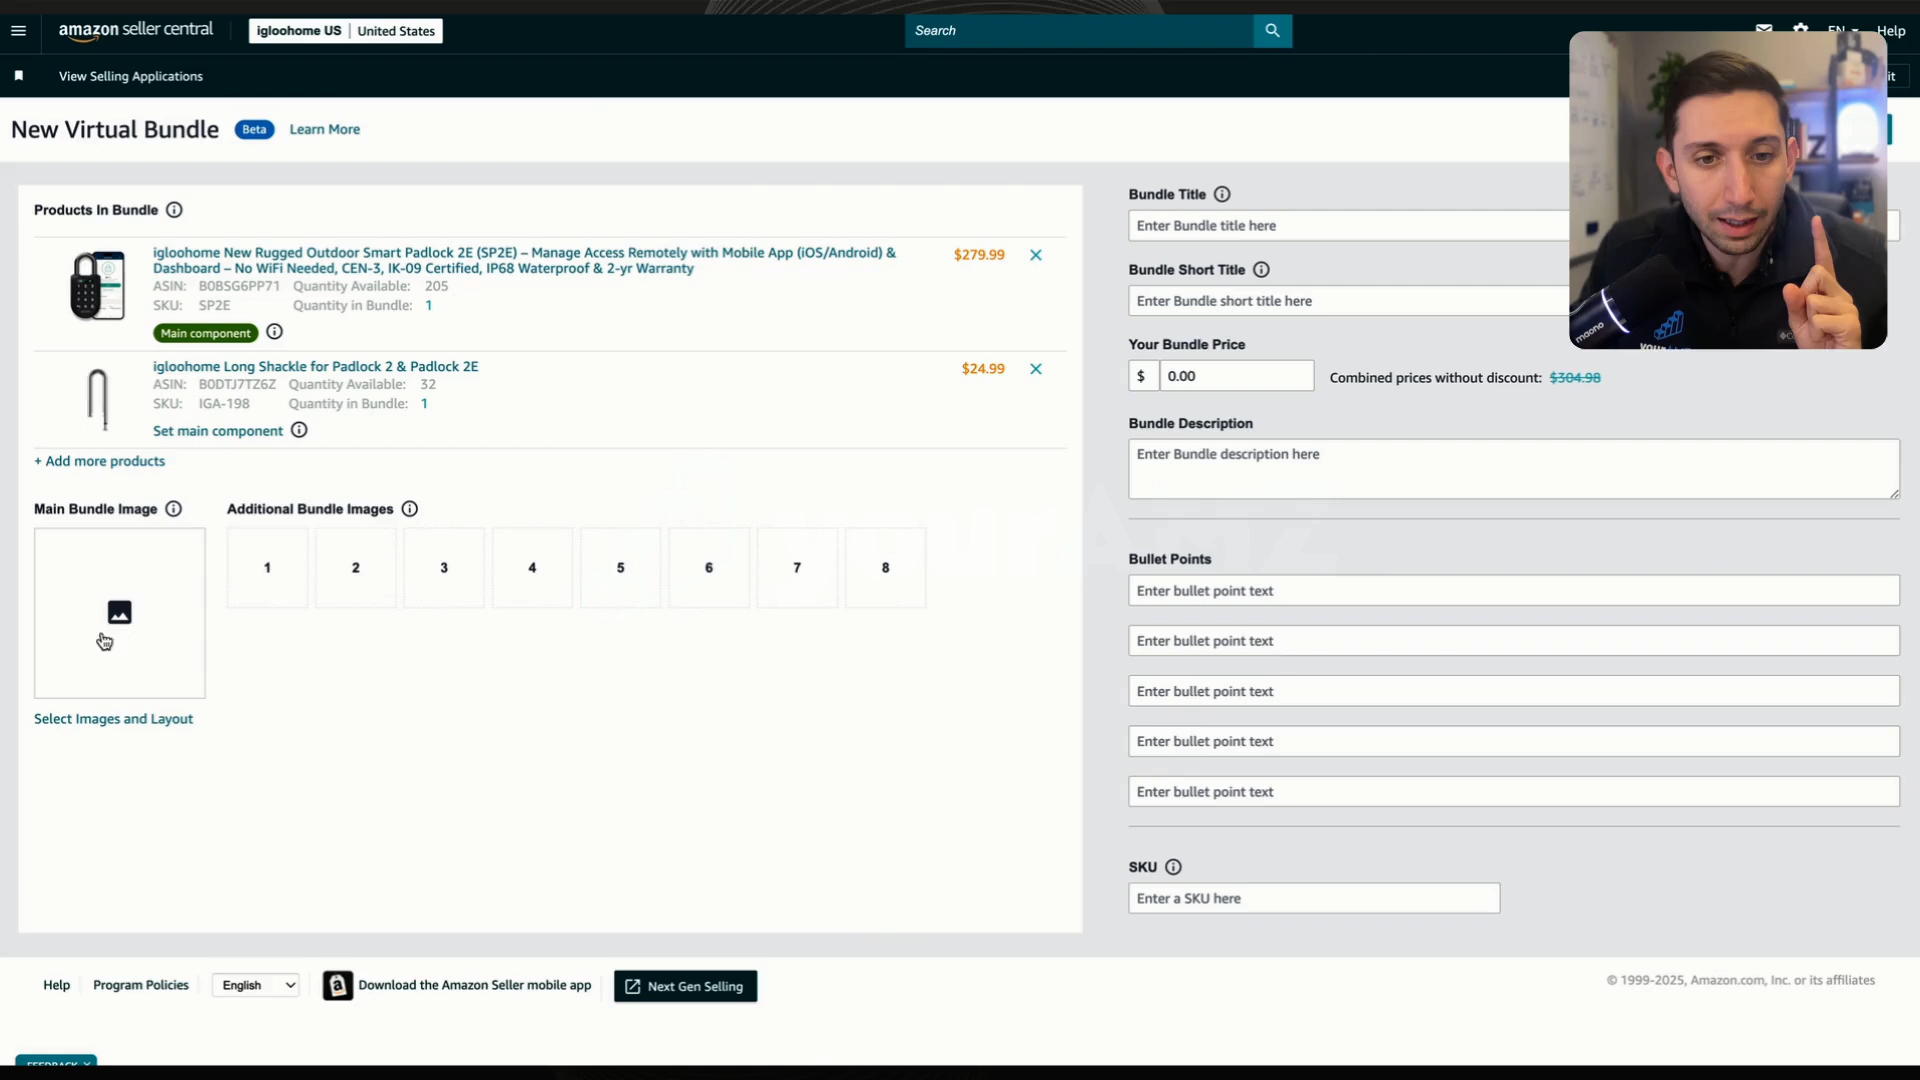 amazon seller central
igloohome US | United States
Search
EN
Help
View Selling Applications
it
New Virtual Bundle
Beta
Learn More
Products In Bundle
igloohome New Rugged Outdoor Smart Padlock 2E (SP2E) – Manage Access Remotely with Mobile App (iOS/Android) &
Dashboard – No WiFi Needed, CEN-3, IK-09 Certified, IP68 Waterproof & 2-yr Warranty
$279.99
ASIN: B0BSG6PP71 Quantity Available: 205
SKU: SP2E Quantity in Bundle: 1
Main component
igloohome Long Shackle for Padlock 2 & Padlock 2E
$24.99
ASIN: B0DTJ7TZ6Z Quantity Available: 32
SKU: IGA-198 Quantity in Bundle: 1
Set main component
+ Add more products
Main Bundle Image
Additional Bundle Images
1 2 3 4 5 6 7 8
Select Images and Layout
Bundle Title
Enter Bundle title here
Bundle Short Title
Enter Bundle short title here
Your Bundle Price
$ 0.00
Combined prices without discount: $304.98
Bundle Description
Enter Bundle description here
Bullet Points
Enter bullet point text
Enter bullet point text
Enter bullet point text
Enter bullet point text
Enter bullet point text
SKU
Enter a SKU here
maono
Help
Program Policies
English
Download the Amazon Seller mobile app
Next Gen Selling
© 1999-2025, Amazon.com, Inc. or its affiliates
FEEDBACK